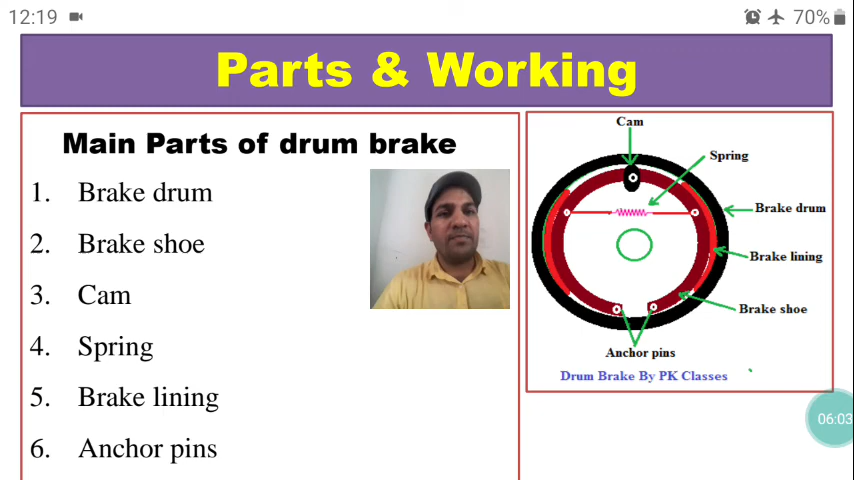 12:19
70%
Parts & Working
Main Parts of drum brake
1. Brake drum
2. Brake shoe
3. Cam
4. Spring
5. Brake lining
6. Anchor pins
Cam
Spring
Brake drum
Brake lining
Brake shoe
Anchor pins
Drum Brake By PK Classes
06:03